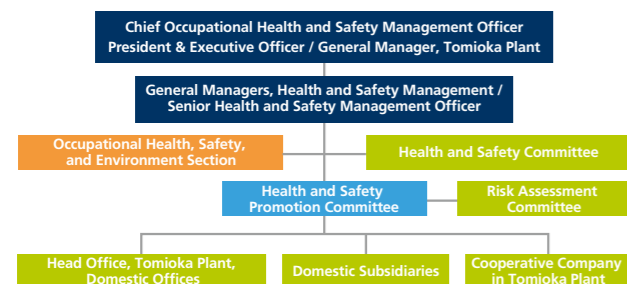 Chief Occupational Health and Safety Management Officer
President & Executive Officer / General Manager, Tomioka Plant
General Managers, Health and Safety Management /
Senior Health and Safety Management Officer
Occupational Health, Safety,
and Environment Section
Health and Safety Committee
Health and Safety
Promotion Committee
Risk Assessment
Committee
Head Office, Tomioka Plant,
Domestic Offices
Domestic Subsidiaries
Cooperative Company
in Tomioka Plant